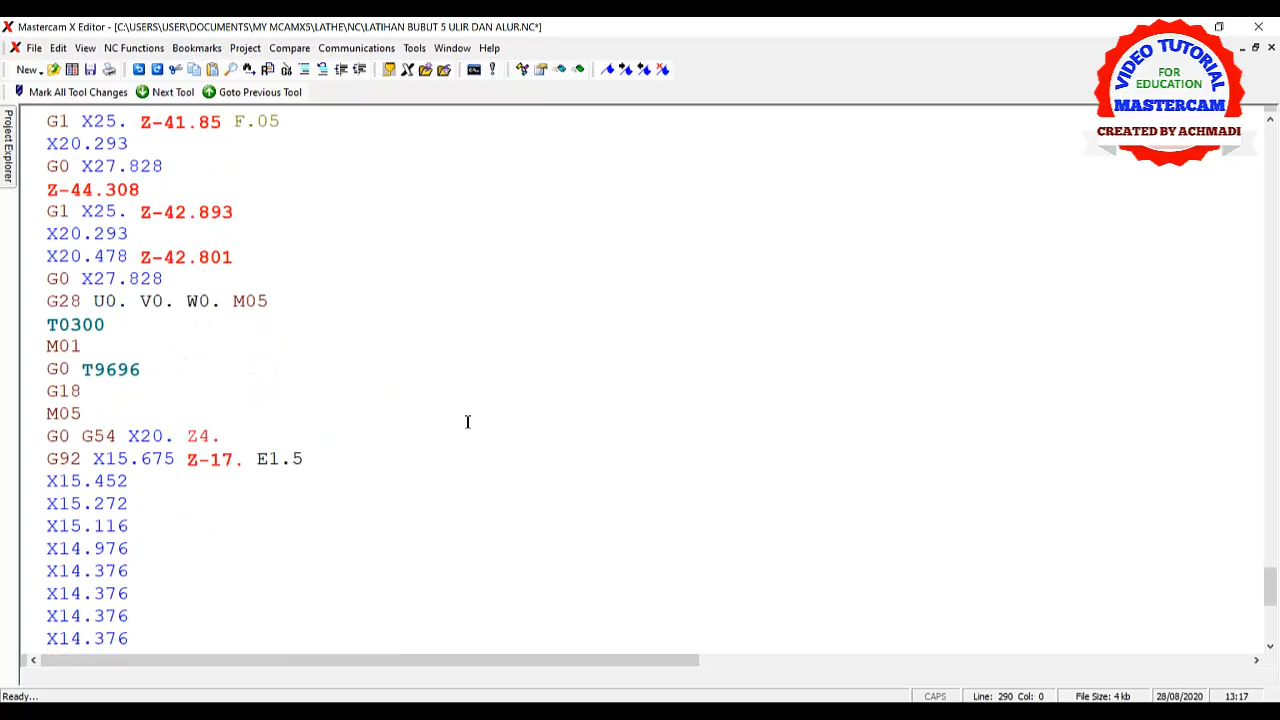 Mastercam X Editor - [C:\USERS\USER\DOCUMENTS\MY MCAMX5\LATHE\NC\LATIHAN BUBUT 5 ULIR DAN ALUR.NC*]
File Edit View NC Functions Bookmarks Project Compare Communications Tools Window Help
New
Mark All Tool Changes Next Tool Goto Previous Tool
VIDEO TUTORIAL
FOR
EDUCATION
MASTERCAM
CREATED BY ACHMADI
Project Explorer
G1 X25. Z-41.85 F.05
X20.293
G0 X27.828
Z-44.308
G1 X25. Z-42.893
X20.293
X20.478 Z-42.801
G0 X27.828
G28 U0. V0. W0. M05
T0300
M01
G0 T9696
G18
M05
G0 G54 X20. Z4.
G92 X15.675 Z-17. E1.5
X15.452
X15.272
X15.116
X14.976
X14.376
X14.376
X14.376
X14.376
Ready... CAPS Line: 290 Col: 0 File Size: 4 kb 28/08/2020 13:17